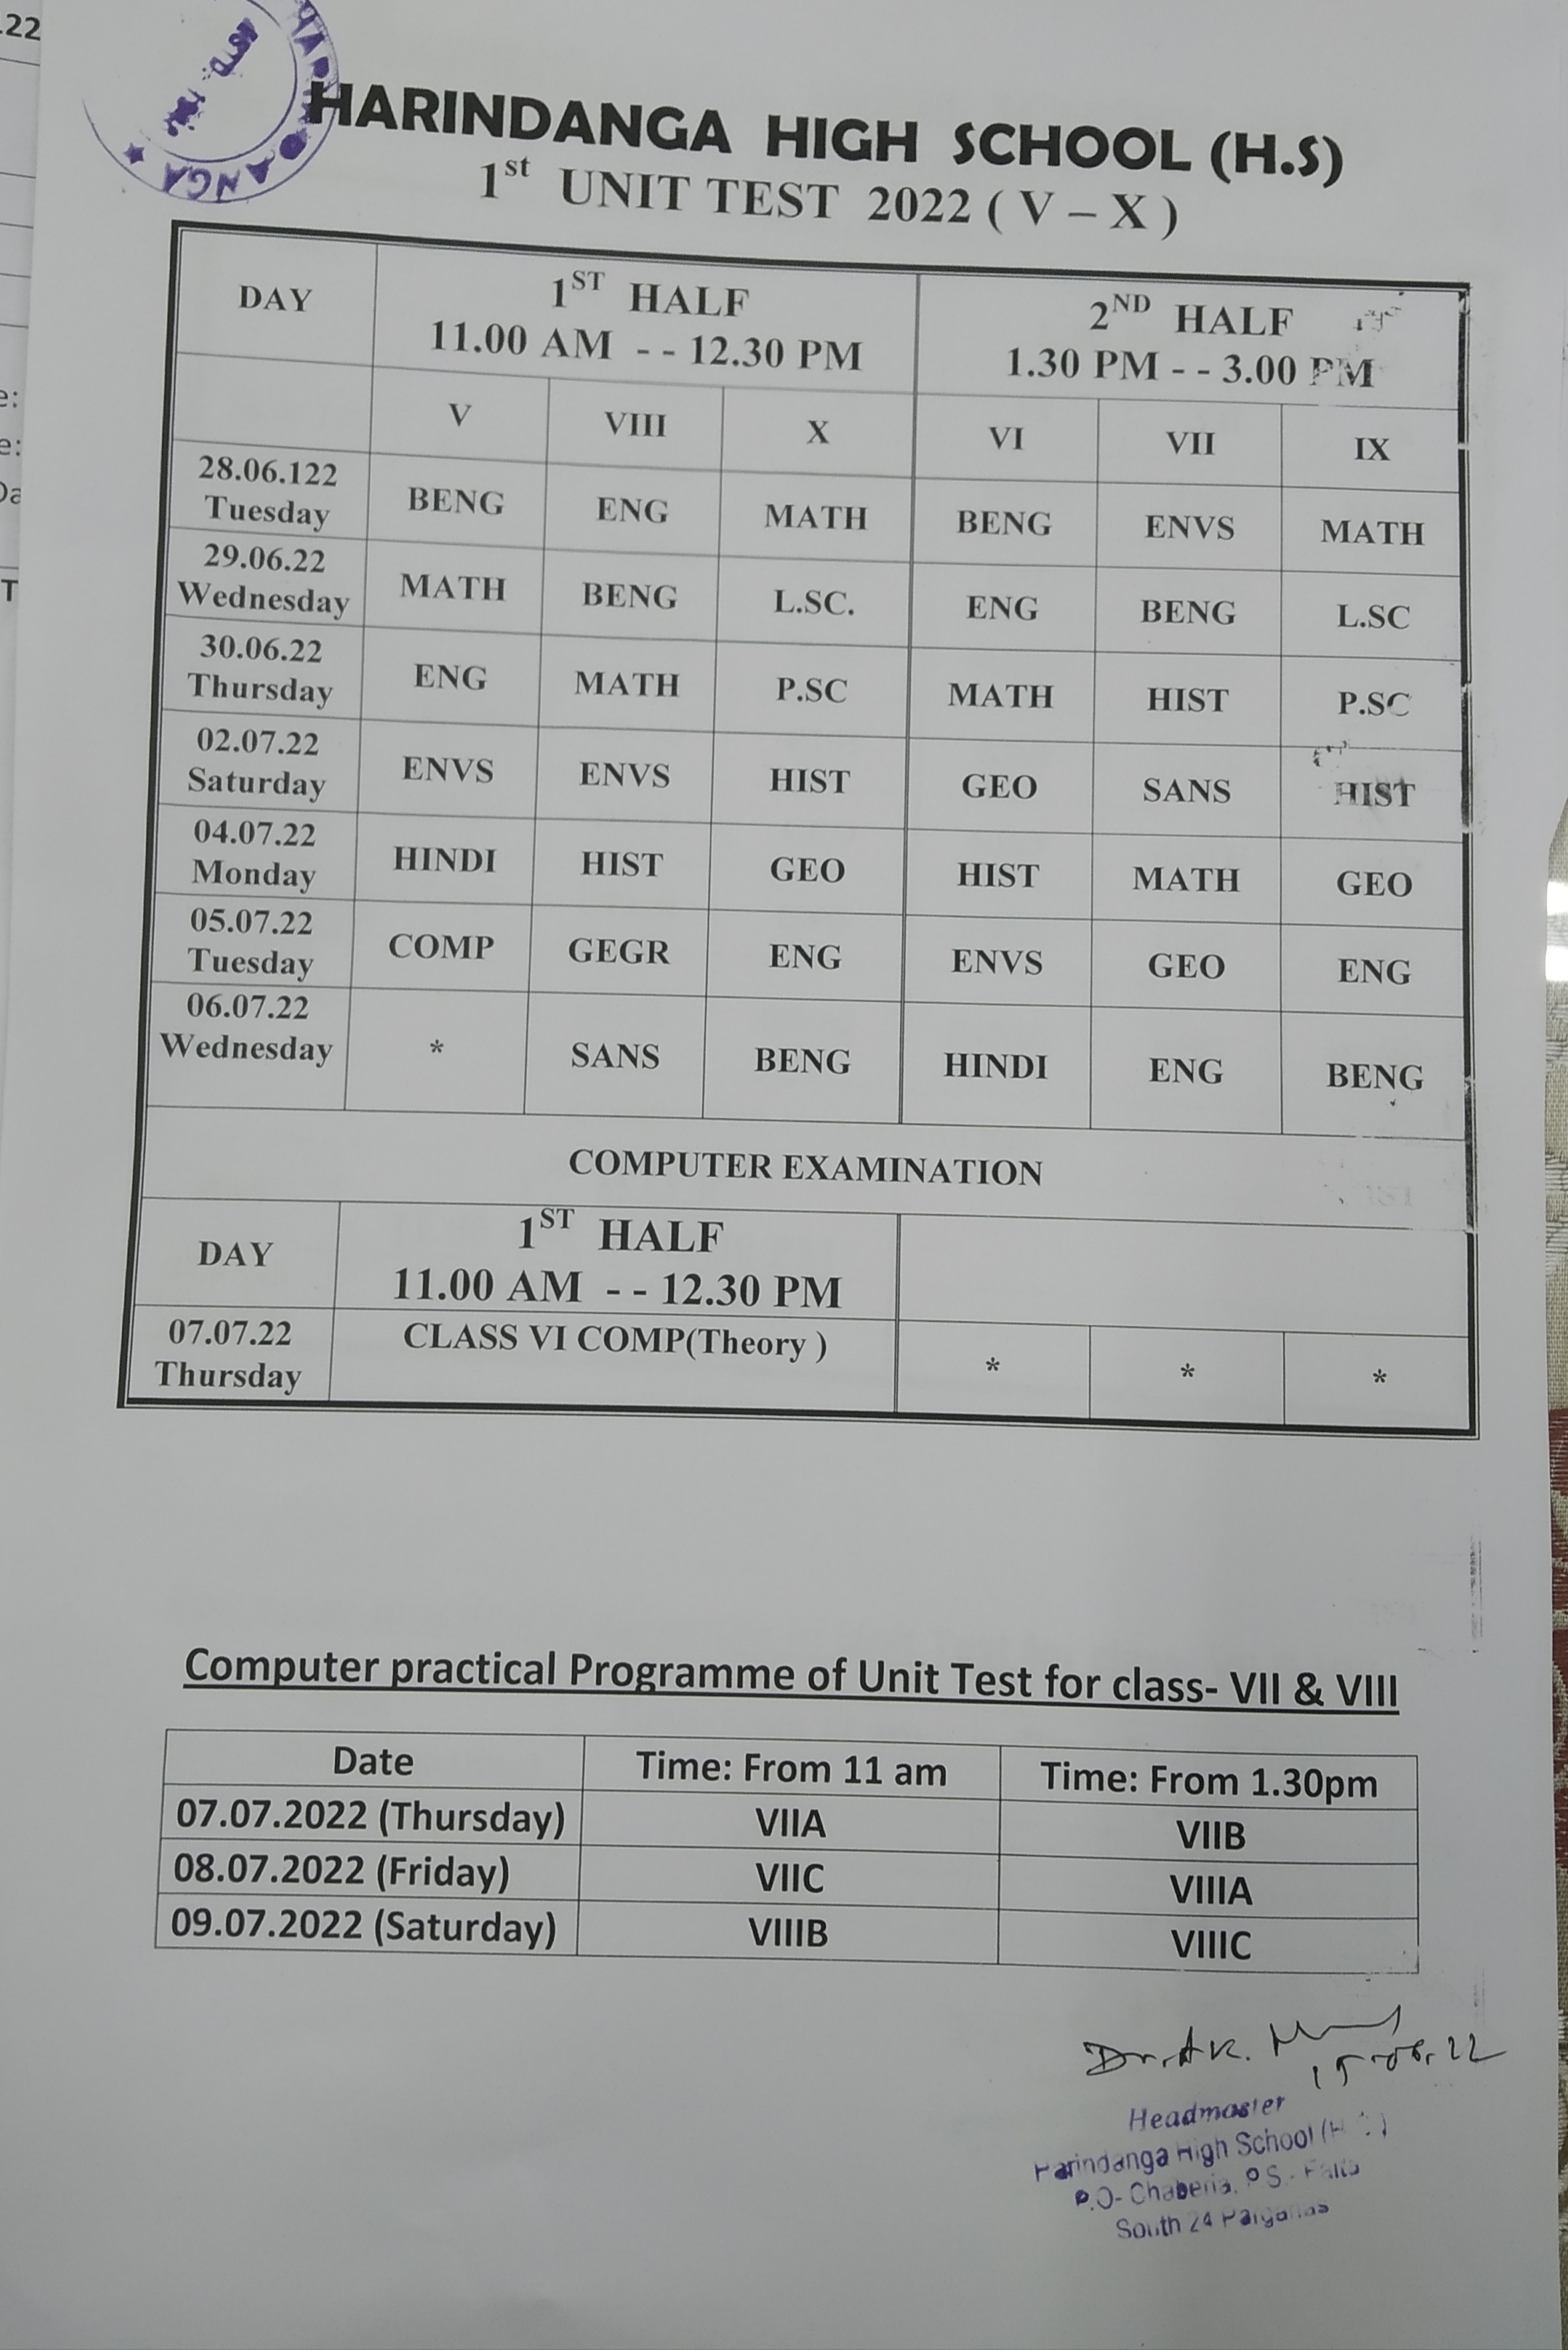 .22
e:
e:
Da
T
HARINDANGA HIGH SCHOOL (H.S)
1st UNIT TEST 2022 ( V – X )
DAY 1ST HALF 2ND HALF
11.00 AM - - 12.30 PM 1.30 PM - - 3.00 PM
V VIII X VI VII IX
28.06.122
Tuesday BENG ENG MATH BENG ENVS MATH
29.06.22
Wednesday MATH BENG L.SC. ENG BENG L.SC
30.06.22
Thursday ENG MATH P.SC MATH HIST P.SC
02.07.22
Saturday ENVS ENVS HIST GEO SANS HIST
04.07.22
Monday HINDI HIST GEO HIST MATH GEO
05.07.22
Tuesday COMP GEGR ENG ENVS GEO ENG
06.07.22
Wednesday * SANS BENG HINDI ENG BENG
COMPUTER EXAMINATION
DAY 1ST HALF
11.00 AM - - 12.30 PM
07.07.22 CLASS VI COMP(Theory )
Thursday * * *
Computer practical Programme of Unit Test for class- VII & VIII
Date Time: From 11 am Time: From 1.30pm
07.07.2022 (Thursday) VIIA VIIB
08.07.2022 (Friday) VIIC VIIIA
09.07.2022 (Saturday) VIIIB VIIIC
Dr. A.K.
15.06.22
Headmaster
Harindanga High School
P.O- Chaberia, P.S.- Falta
South 24 Parganas